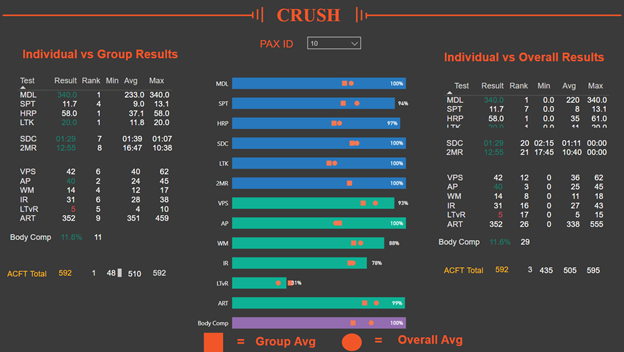 CRUSH
PAX ID 10
Individual vs Group Results
Test Result Rank Min Avg Max
MDL 340.0 1 233.0 340.0
SPT 11.7 4 9.0 13.1
HRP 58.0 1 37.1 58.0
LTK 20.0 1 11.8 20.0
SDC 01:29 7 01:39 01:07
2MR 12:55 8 16:47 10:38
VPS 42 6 40 62
AP 40 2 24 45
WM 14 4 12 17
IR 31 6 28 38
LTvR 5 5 4 10
ART 352 9 351 459
Body Comp 11.6% 11
ACFT Total 592 1 48 510 592
MDL 100%
SPT 94%
HRP 97%
SDC 100%
LTK 100%
2MR 100%
VPS 93%
AP 100%
WM 88%
IR 78%
LTvR
ART 99%
Body Comp 100%
= Group Avg = Overall Avg
Individual vs Overall Results
Test Result Rank Min Avg Max
MDL 340.0 1 0.0 220 340.0
SPT 11.7 7 0.0 8 13.1
HRP 58.0 1 0.0 35 61.0
SDC 01:29 20 02:15 01:11 00:00
2MR 12:55 21 17:45 10:40 00:00
VPS 42 12 0 36 62
AP 40 3 0 25 45
WM 14 8 0 11 18
IR 31 16 0 27 43
LTvR 5 17 0 5 15
ART 352 26 0 338 555
Body Comp 11.6% 29
ACFT Total 592 3 435 505 595